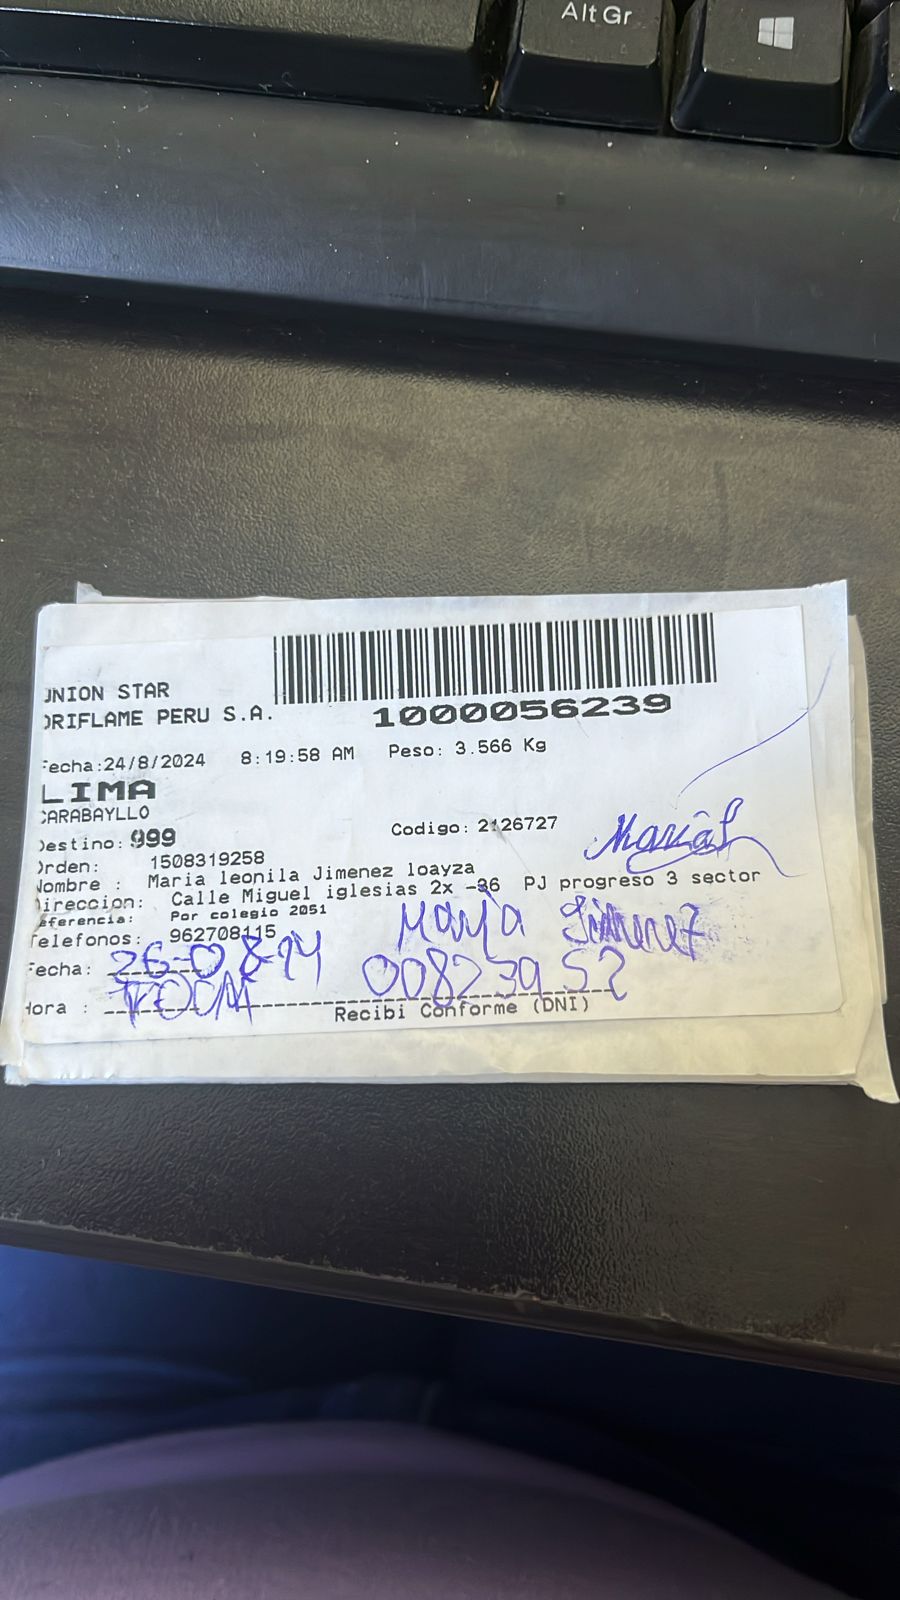 Alt Gr
UNION STAR
ORIFLAME PERU S.A.
1000056239
Fecha:24/8/2024 8:19:58 AM Peso: 3.566 Kg
LIMA
CARABAYLLO
Destino: 999 Codigo: 2126727
Orden: 1508319258
Maria
Nombre : Maria leonila Jimenez loayza
Direccion: Calle Miguel iglesias 2x -36 PJ progreso 3 sector
Referencia: Por colegio 2051
Telefonos: 962708115
Maria Jimenez
Fecha: 26-08-24
00823952
Hora :
Recibi Conforme (DNI)